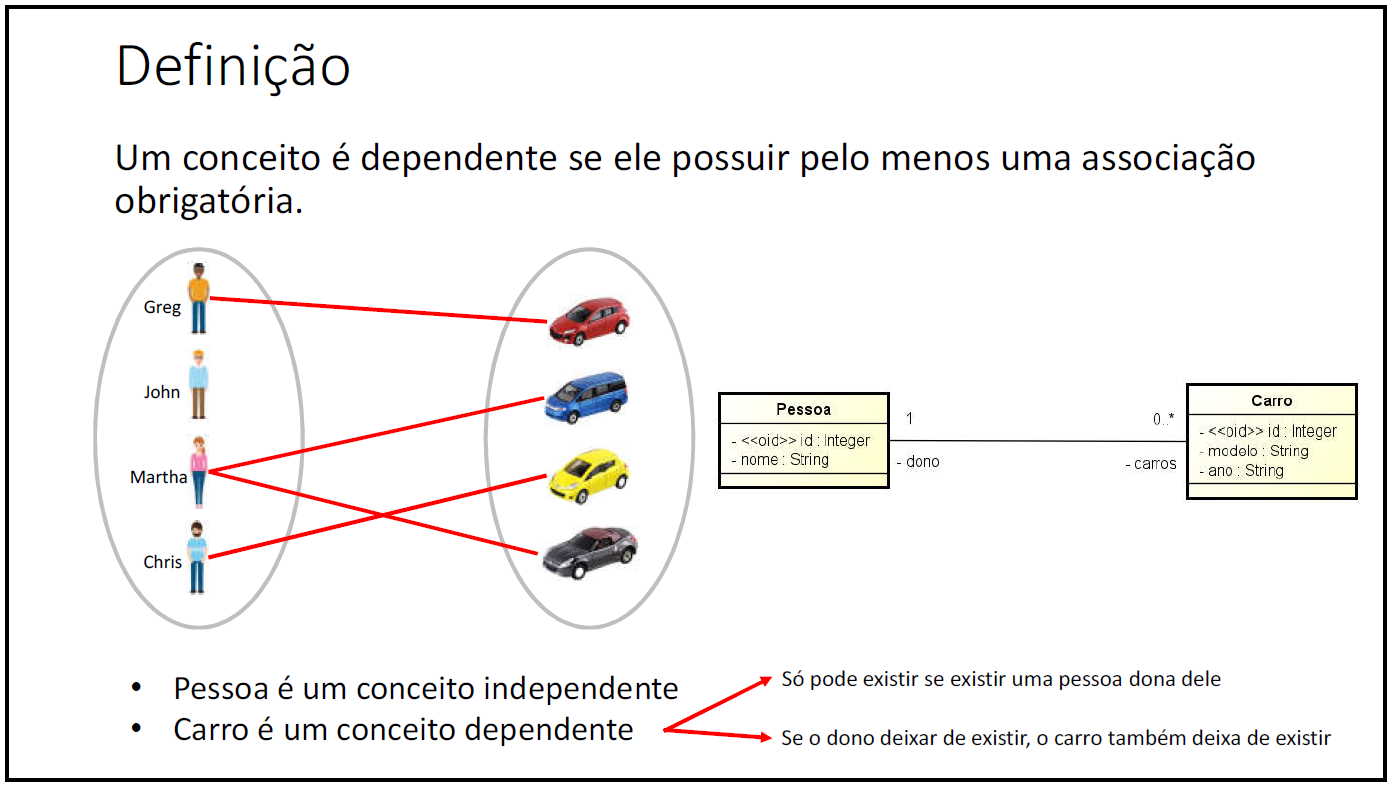 Definição
Um conceito é dependente se ele possuir pelo menos uma associação
obrigatória.
Greg
John
Martha
Chris
Pessoa
- <<oid>> id : Integer
- nome : String
1
- dono
0..*
- carros
Carro
- <<oid>> id : Integer
- modelo : String
- ano : String
• Pessoa é um conceito independente
• Carro é um conceito dependente
Só pode existir se existir uma pessoa dona dele
Se o dono deixar de existir, o carro também deixa de existir